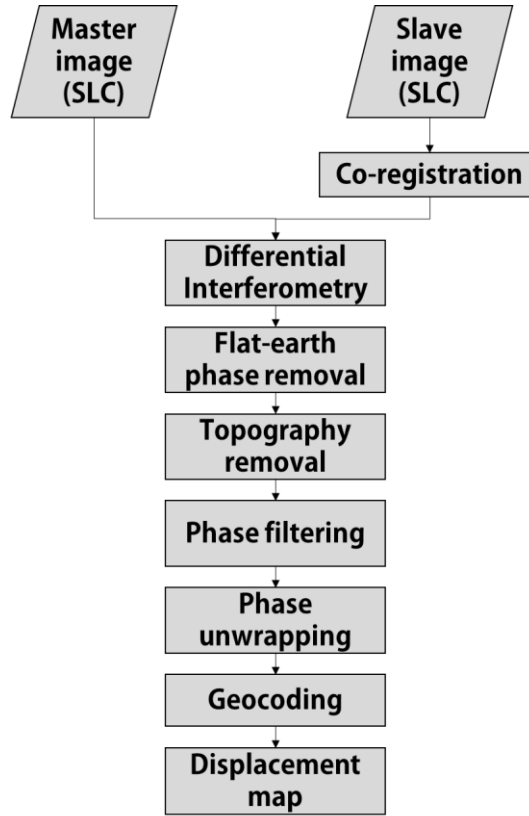 Master
image
(SLC)
Slave
image
(SLC)
Co-registration
Differential
Interferometry
Flat-earth
phase removal
Topography
removal
Phase filtering
Phase
unwrapping
Geocoding
Displacement
map